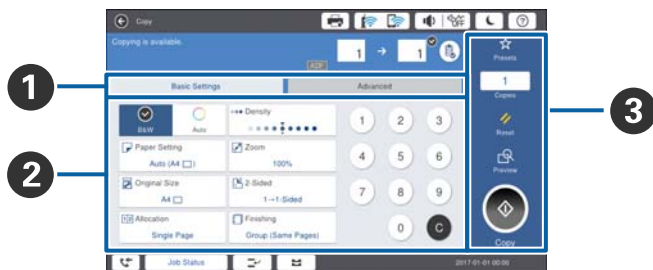 Copy
OFF
Copying is available.
1 → 1
ADF
Presets
Basic Settings
Advanced
1
Copies
B&W
Auto
Density
1 2 3
Reset
Paper Setting
Auto (A4)
Zoom
100%
4 5 6
Preview
Original Size
A4
2-Sided
1→1-Sided
7 8 9
Allocation
Single Page
Finishing
Group (Same Pages)
0 C
Copy
Job Status
2017-01-01 00:00
1
2
3